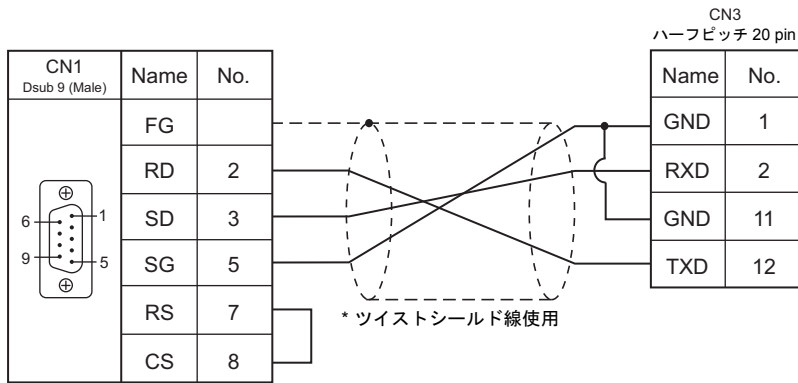 CN3
ハーフピッチ 20 pin
CN1
Dsub 9 (Male)
Name No.
FG
RD 2
SD 3
SG 5
RS 7
CS 8
6 1
9 5
Name No.
GND 1
RXD 2
GND 11
TXD 12
* ツイストシールド線使用